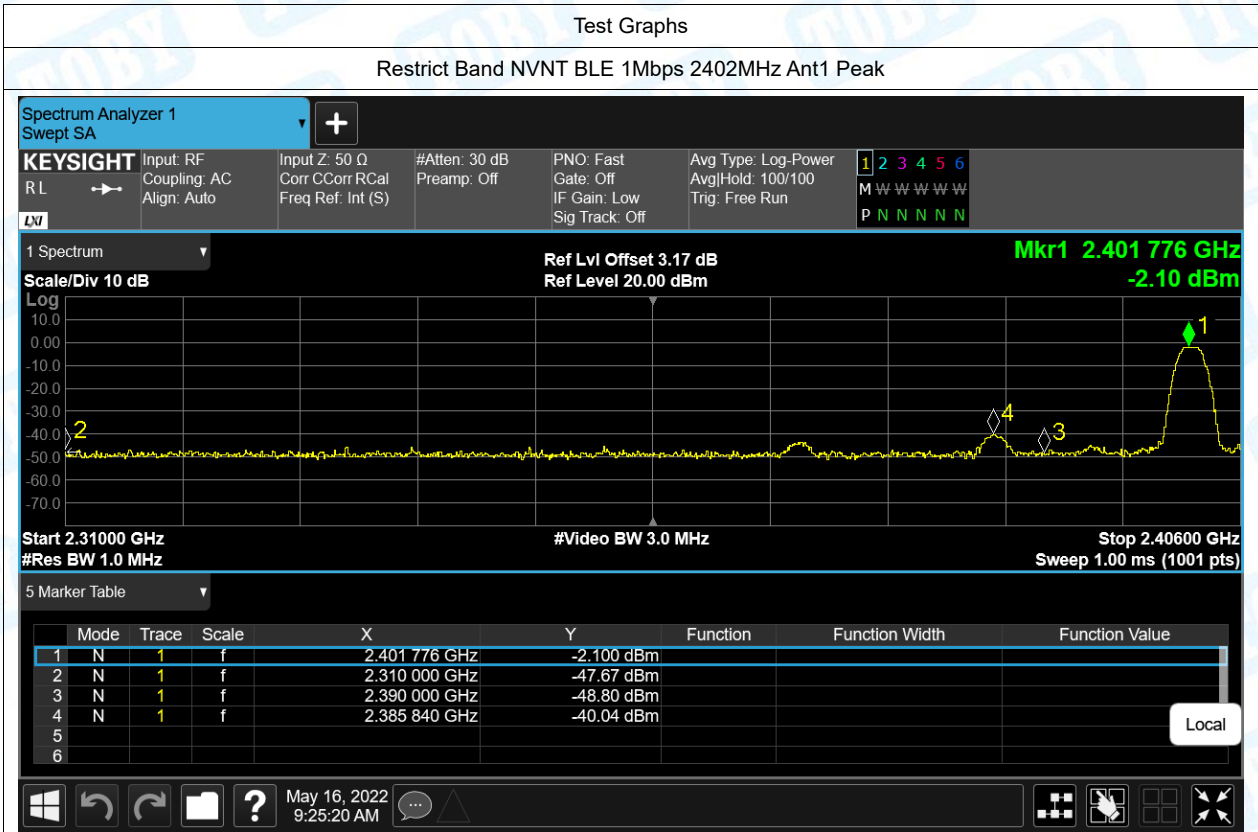 Test Graphs
Restrict Band NVNT BLE 1Mbps 2402MHz Ant1 Peak
Spectrum Analyzer 1
Swept SA
KEYSIGHT
R L
LXI
Input: RF
Coupling: AC
Align: Auto
Input Z: 50 Ω
Corr CCorr RCal
Freq Ref: Int (S)
#Atten: 30 dB
Preamp: Off
PNO: Fast
Gate: Off
IF Gain: Low
Sig Track: Off
Avg Type: Log-Power
Avg|Hold: 100/100
Trig: Free Run
1 2 3 4 5 6
M W W W W W
P N N N N N
1 Spectrum
Scale/Div 10 dB
Ref Lvl Offset 3.17 dB
Ref Level 20.00 dBm
Mkr1 2.401 776 GHz
-2.10 dBm
Log
10.0
0.00
-10.0
-20.0
-30.0
-40.0
-50.0
-60.0
-70.0
1
2
3
4
Start 2.31000 GHz
#Video BW 3.0 MHz
Stop 2.40600 GHz
#Res BW 1.0 MHz
Sweep 1.00 ms (1001 pts)
5 Marker Table
Mode Trace Scale X Y Function Function Width Function Value
1 N 1 f 2.401 776 GHz -2.100 dBm
2 N 1 f 2.310 000 GHz -47.67 dBm
3 N 1 f 2.390 000 GHz -48.80 dBm
4 N 1 f 2.385 840 GHz -40.04 dBm
5
6
Local
?
May 16, 2022
9:25:20 AM
TOBY